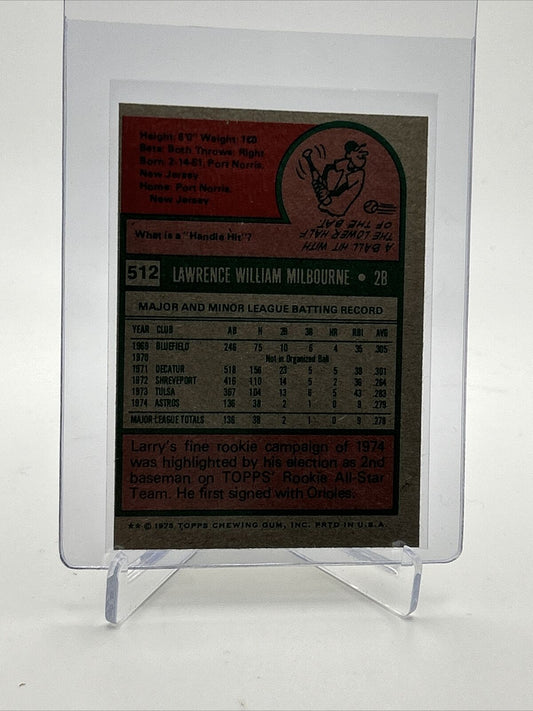 Height: 6'0" Weight: 165
Bats: Both Throws: Right
Born: 2-14-51, Port Norris,
New Jersey
Home: Port Norris,
New Jersey
What is a "Handle Hit"?
A BALL HIT WITH
THE LOWER HALF
OF THE BAT.
512 LAWRENCE WILLIAM MILBOURNE • 2B
MAJOR AND MINOR LEAGUE BATTING RECORD
YEAR CLUB AB H 2B 3B HR RBI AVG
1969 BLUEFIELD 246 75 10 6 4 35 .305
1970 Not in Organized Ball
1971 DECATUR 518 156 23 5 5 38 .301
1972 SHREVEPORT 416 110 14 5 2 36 .264
1973 TULSA 367 104 13 6 5 43 .283
1974 ASTROS 136 38 2 1 0 9 .279
MAJOR LEAGUE TOTALS 136 38 2 1 0 9 .279
Larry's fine rookie campaign of 1974
was highlighted by his election as 2nd
baseman on TOPPS' Rookie All-Star
Team. He first signed with Orioles.
★★ © 1975 TOPPS CHEWING GUM, INC. PRTD IN U.S.A.